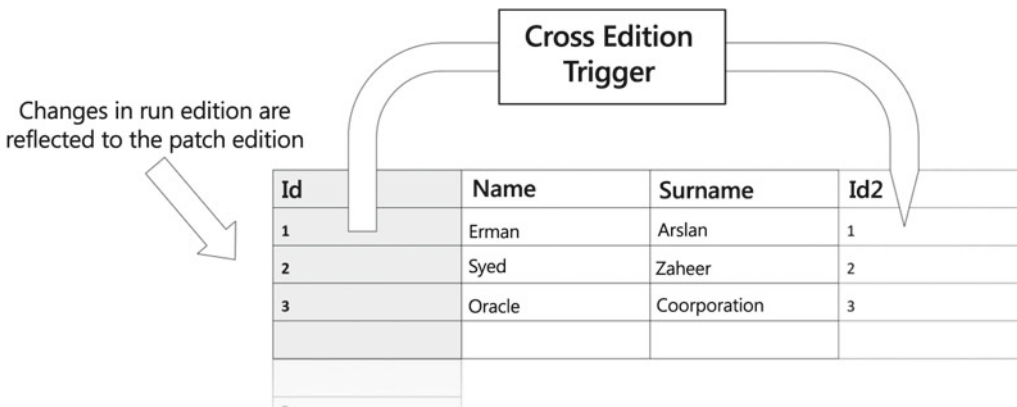 Cross Edition
Trigger
Changes in run edition are
reflected to the patch edition
Id Name Surname Id2
1 Erman Arslan 1
2 Syed Zaheer 2
3 Oracle Coorporation 3